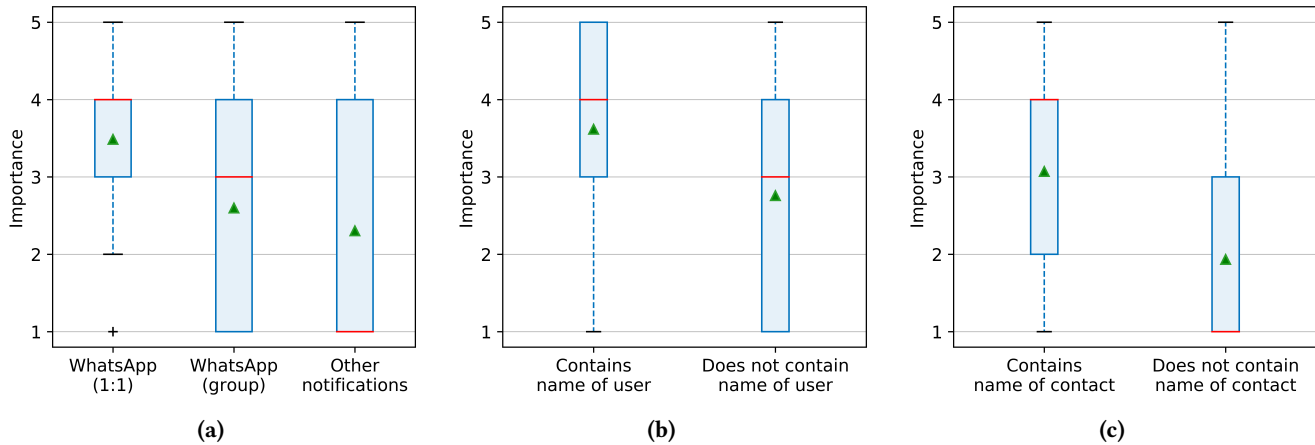 Importance
5
4
3
2
1
WhatsApp
(1:1)
WhatsApp
(group)
Other
notifications
(a)
Importance
5
4
3
2
1
Contains
name of user
Does not contain
name of user
(b)
Importance
5
4
3
2
1
Contains
name of contact
Does not contain
name of contact
(c)